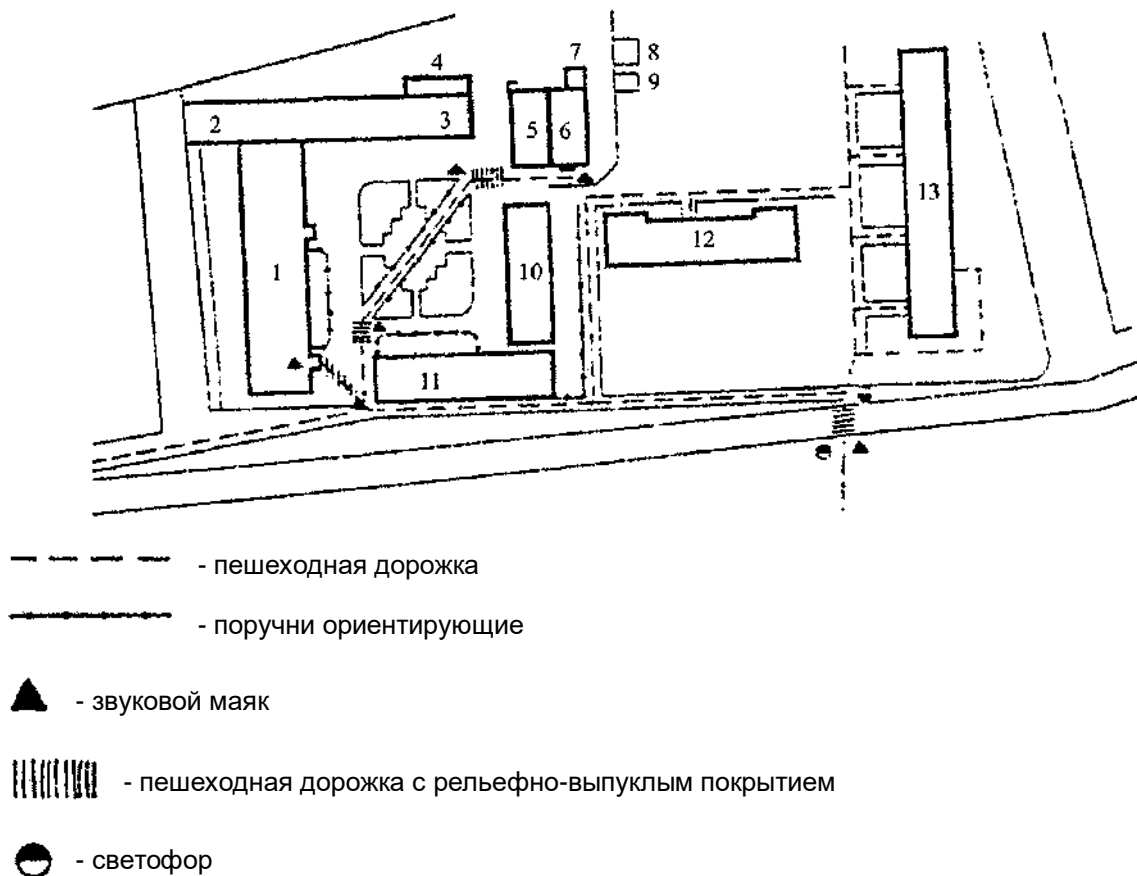 7
8
4
9
2
3
5
6
13
12
1
10
11
- пешеходная дорожка
- поручни ориентирующие
- звуковой маяк
- пешеходная дорожка с рельефно-выпуклым покрытием
- светофор